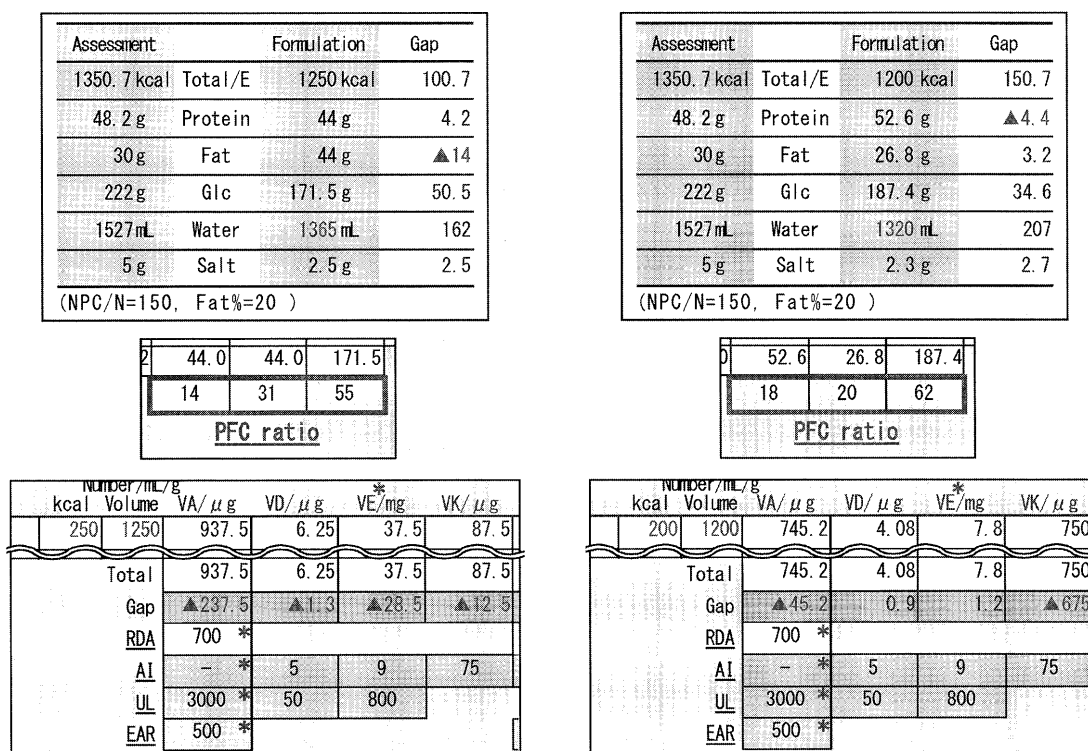 Assessment Formulation Gap
1350.7 kcal Total/E 1250 kcal 100.7
48.2 g Protein 44 g 4.2
30 g Fat 44 g ▲14
222 g Glc 171.5 g 50.5
1527 mL Water 1365 mL 162
5 g Salt 2.5 g 2.5
(NPC/N=150, Fat%=20 )
2 44.0 44.0 171.5
14 31 55
PFC ratio
Number/mL/g *
kcal Volume VA/μg VD/μg VE/mg VK/μg
250 1250 937.5 6.25 37.5 87.5
Total 937.5 6.25 37.5 87.5
Gap ▲237.5 ▲1.3 ▲28.5 ▲12.5
RDA 700 *
AI - * 5 9 75
UL 3000 * 50 800
EAR 500 *
Assessment Formulation Gap
1350.7 kcal Total/E 1200 kcal 150.7
48.2 g Protein 52.6 g ▲4.4
30 g Fat 26.8 g 3.2
222 g Glc 187.4 g 34.6
1527 mL Water 1320 mL 207
5 g Salt 2.3 g 2.7
(NPC/N=150, Fat%=20 )
0 52.6 26.8 187.4
18 20 62
PFC ratio
Number/mL/g *
kcal Volume VA/μg VD/μg VE/mg VK/μg
200 1200 745.2 4.08 7.8 750
Total 745.2 4.08 7.8 750
Gap ▲45.2 0.9 1.2 ▲675
RDA 700 *
AI - * 5 9 75
UL 3000 * 50 800
EAR 500 *